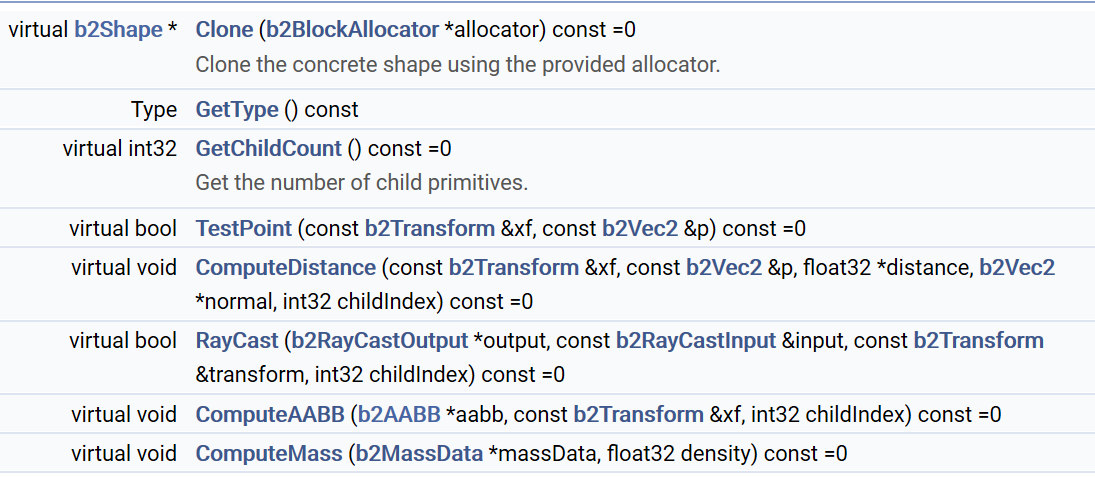 virtual b2Shape * Clone (b2BlockAllocator *allocator) const =0
Clone the concrete shape using the provided allocator.
Type GetType () const
virtual int32 GetChildCount () const =0
Get the number of child primitives.
virtual bool TestPoint (const b2Transform &xf, const b2Vec2 &p) const =0
virtual void ComputeDistance (const b2Transform &xf, const b2Vec2 &p, float32 *distance, b2Vec2
*normal, int32 childIndex) const =0
virtual bool RayCast (b2RayCastOutput *output, const b2RayCastInput &input, const b2Transform
&transform, int32 childIndex) const =0
virtual void ComputeAABB (b2AABB *aabb, const b2Transform &xf, int32 childIndex) const =0
virtual void ComputeMass (b2MassData *massData, float32 density) const =0